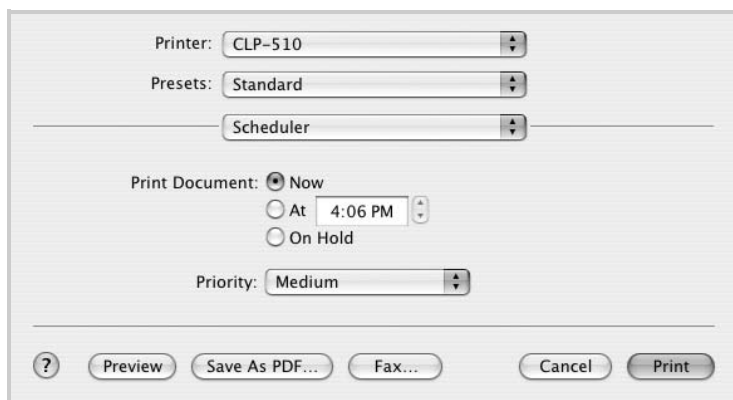 Printer: CLP-510
Presets: Standard
Scheduler
Print Document: Now
At 4:06 PM
On Hold
Priority: Medium
? Preview Save As PDF... Fax... Cancel Print